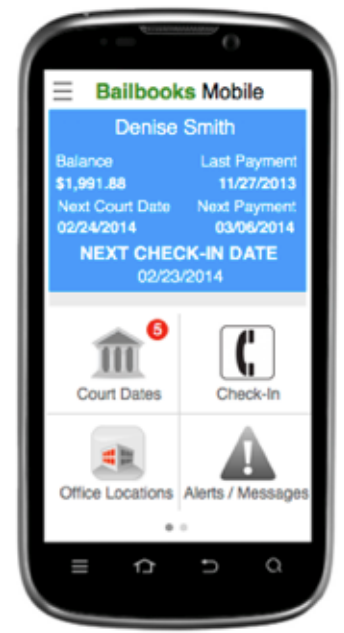 Bailbooks Mobile
Denise Smith
Balance Last Payment
$1,991.88 11/27/2013
Next Court Date Next Payment
02/24/2014 03/06/2014
NEXT CHECK-IN DATE
02/23/2014
5
Court Dates Check-In
Office Locations Alerts / Messages